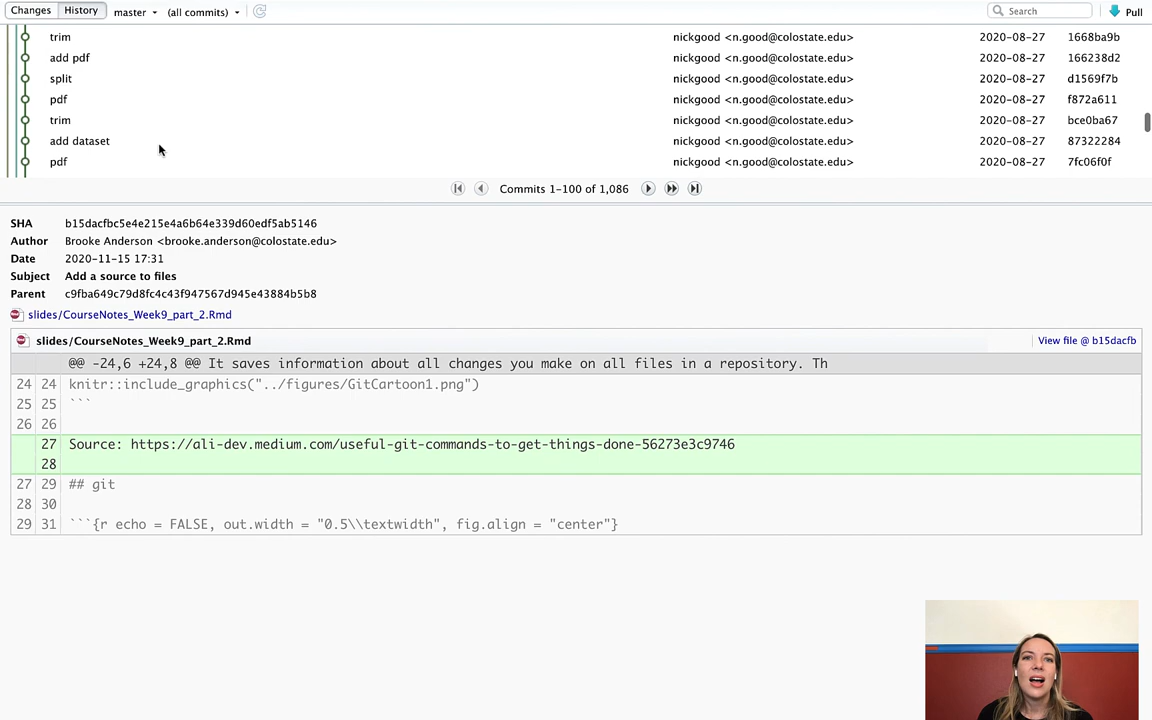 Changes History master (all commits) Search Pull
trim nickgood <n.good@colostate.edu> 2020-08-27 1668ba9b
add pdf nickgood <n.good@colostate.edu> 2020-08-27 166238d2
split nickgood <n.good@colostate.edu> 2020-08-27 d1569f7b
pdf nickgood <n.good@colostate.edu> 2020-08-27 f872a611
trim nickgood <n.good@colostate.edu> 2020-08-27 bce0ba67
add dataset nickgood <n.good@colostate.edu> 2020-08-27 87322284
pdf nickgood <n.good@colostate.edu> 2020-08-27 7fc06f0f
Commits 1-100 of 1,086
SHA b15dacfbc5e4e215e4a6b64e339d60edf5ab5146
Author Brooke Anderson <brooke.anderson@colostate.edu>
Date 2020-11-15 17:31
Subject Add a source to files
Parent c9fba649c79d8fc4c43f947567d945e43884b5b8
slides/CourseNotes_Week9_part_2.Rmd
slides/CourseNotes_Week9_part_2.Rmd View file @ b15dacfb
@@ -24,6 +24,8 @@ It saves information about all changes you make on all files in a repository. Th
24 24 knitr::include_graphics("../figures/GitCartoon1.png")
25 25 ```
26 26
27 Source: https://ali-dev.medium.com/useful-git-commands-to-get-things-done-56273e3c9746
28
27 29 ## git
28 30
29 31 ```{r echo = FALSE, out.width = "0.5\\textwidth", fig.align = "center"}